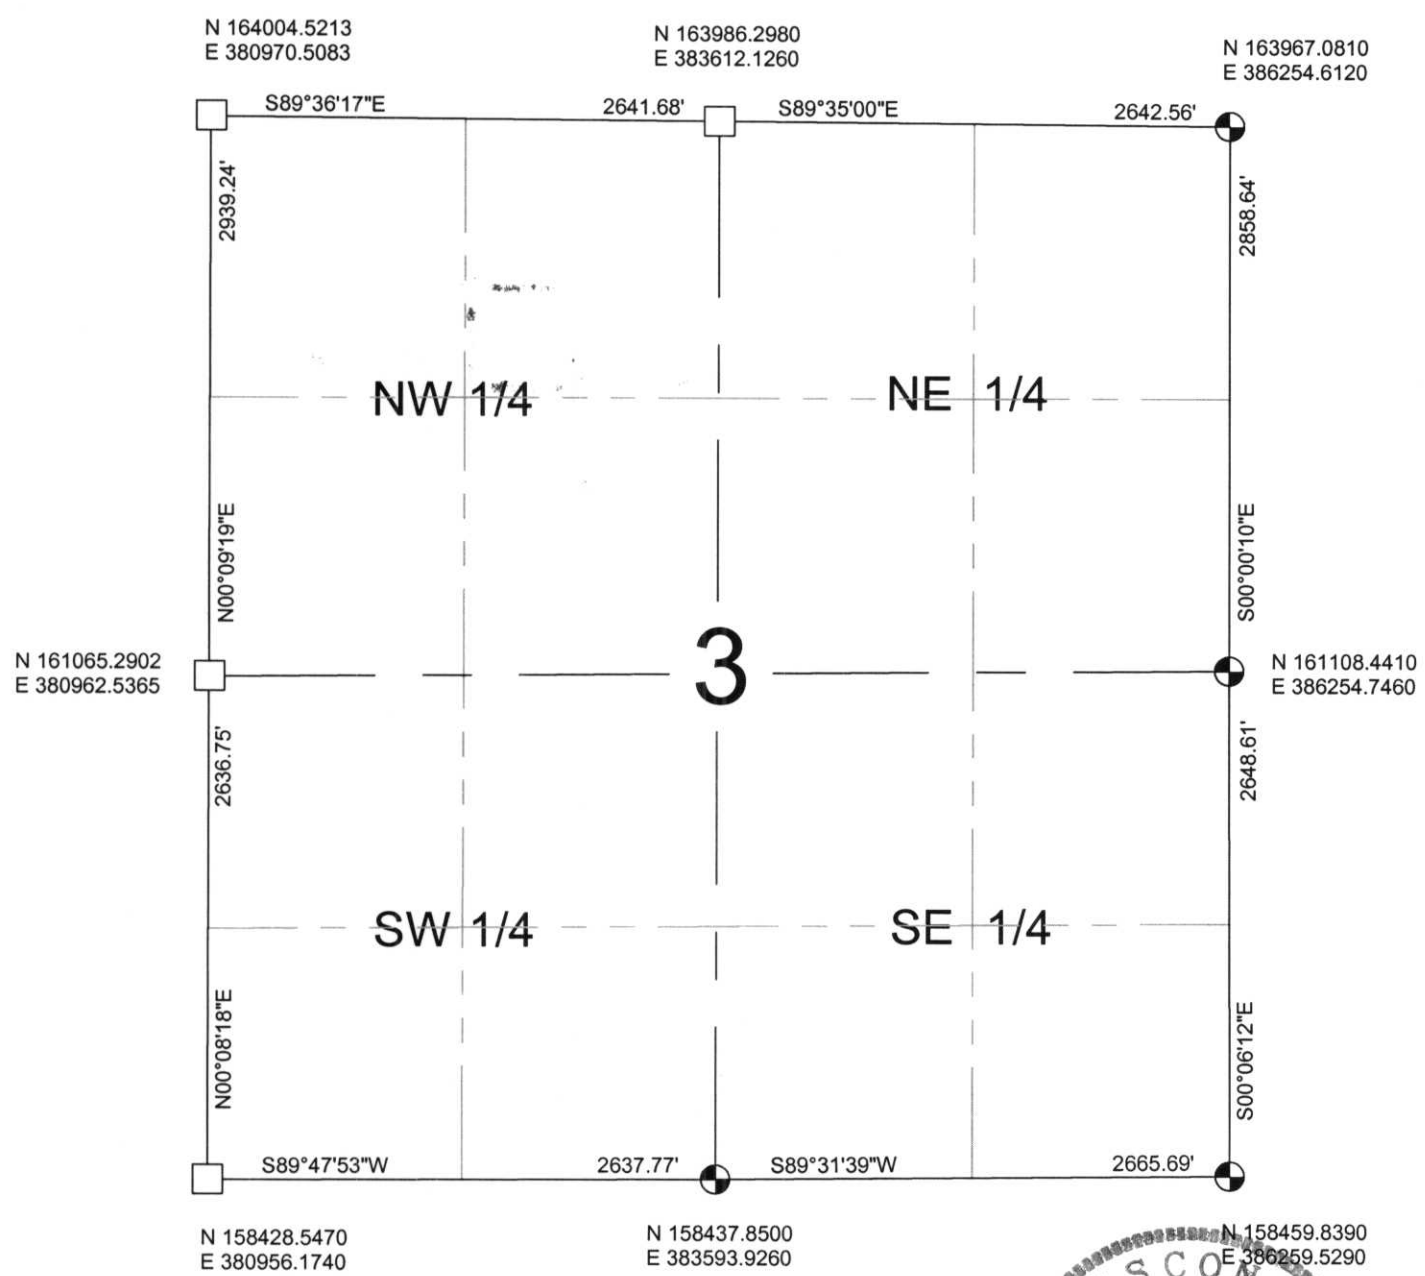 N 164004.5213
E 380970.5083
N 163986.2980
E 383612.1260
N 163967.0810
E 386254.6120
S89°36'17"E
2641.68'
S89°35'00"E
2642.56'
2939.24'
2858.64'
NW 1/4
NE 1/4
N00°09'19"E
S00°00'10"E
N 161065.2902
E 380962.5365
3
N 161108.4410
E 386254.7460
2636.75'
2648.61'
SW 1/4
SE 1/4
N00°08'18"E
S00°06'12"E
S89°47'53"W
2637.77'
S89°31'39"W
2665.69'
N 158428.5470
E 380956.1740
N 158437.8500
E 383593.9260
N 158459.8390
E 386259.5290
SCON